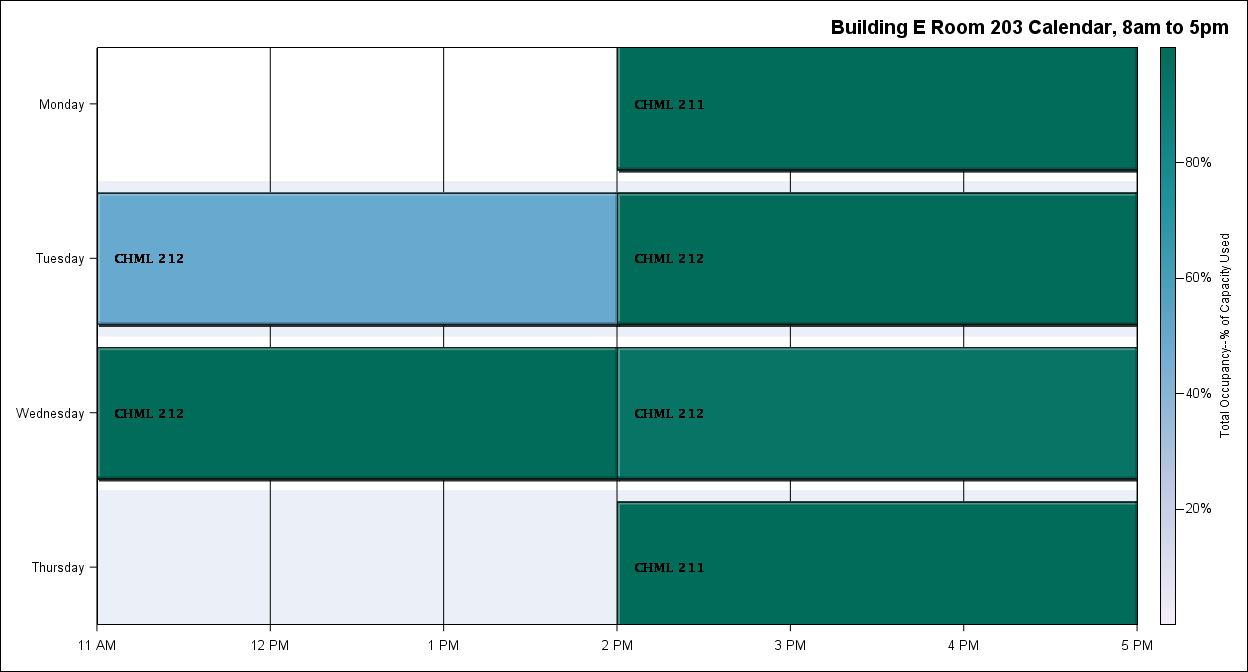 Building E Room 203 Calendar, 8am to 5pm
Monday
CHML 211
Tuesday
CHML 212
CHML 212
Wednesday
CHML 212
CHML 212
Thursday
CHML 211
11 AM
12 PM
1 PM
2 PM
3 PM
4 PM
5 PM
80%
60%
40%
20%
Total Occupancy--% of Capacity Used